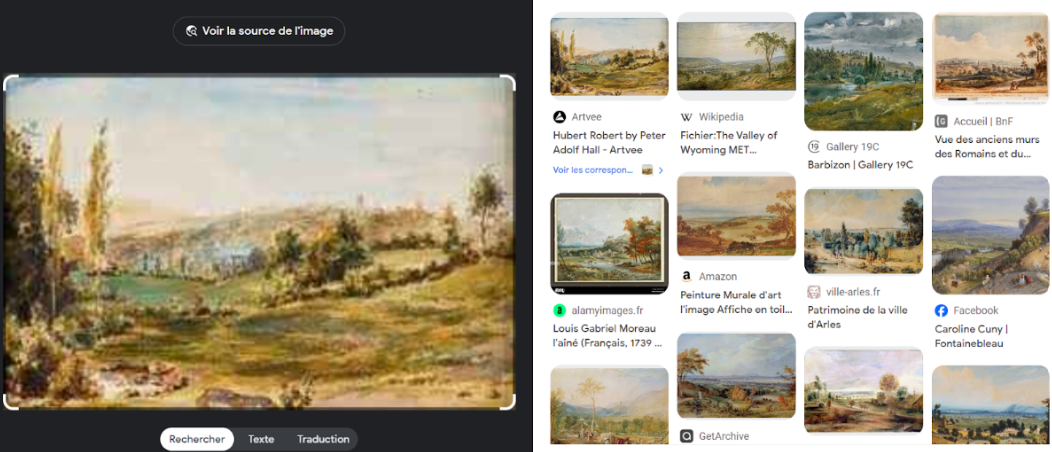 Voir la source de l'image
Rechercher
Texte
Traduction
Artvee
Hubert Robert by Peter
Adolf Hall - Artvee
Voir les correspon...
alamyimages.fr
Louis Gabriel Moreau
l'aîné (Français, 1739 ...
W Wikipedia
Fichier:The Valley of
Wyoming MET...
a Amazon
Peinture Murale d'art
l'image Affiche en toil...
GetArchive
19 Gallery 19C
Barbizon | Gallery 19C
ville-arles.fr
Patrimoine de la ville
d'Arles
Accueil | BnF
Vue des anciens murs
des Romains et du...
Facebook
Caroline Cuny |
Fontainebleau